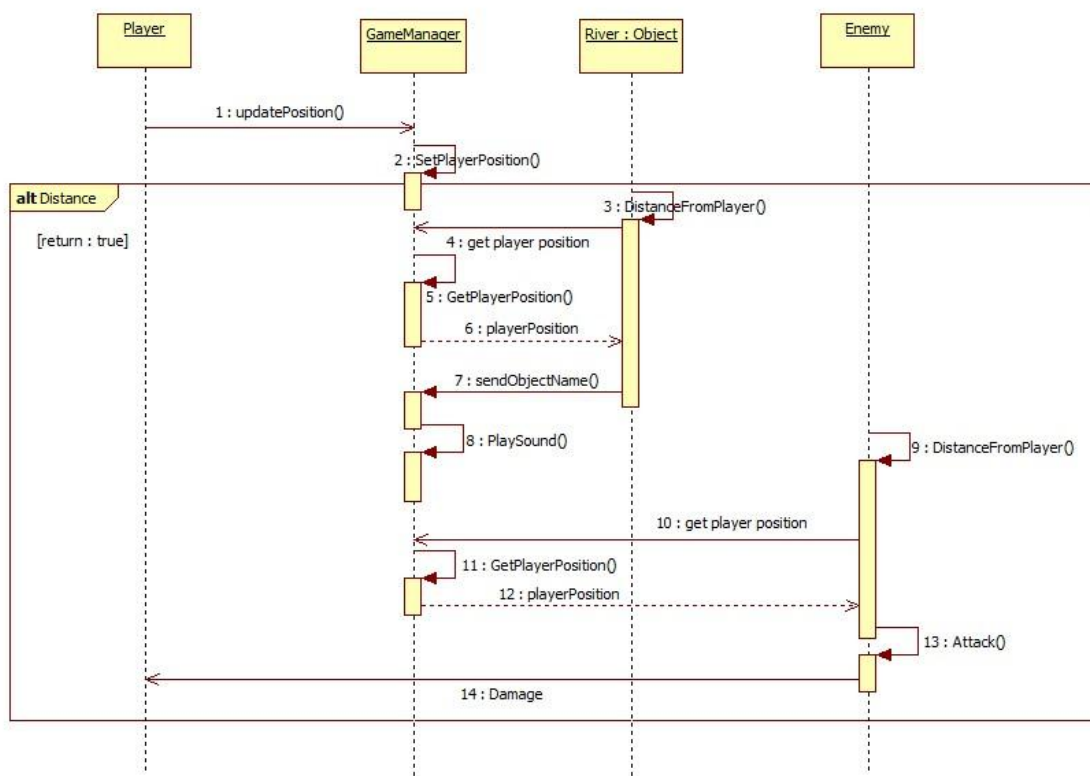 Player
GameManager
River : Object
Enemy
1 : updatePosition()
2 : SetPlayerPosition()
alt Distance
3 : DistanceFromPlayer()
[return : true]
4 : get player position
5 : GetPlayerPosition()
6 : playerPosition
7 : sendObjectName()
8 : PlaySound()
9 : DistanceFromPlayer()
10 : get player position
11 : GetPlayerPosition()
12 : playerPosition
13 : Attack()
14 : Damage